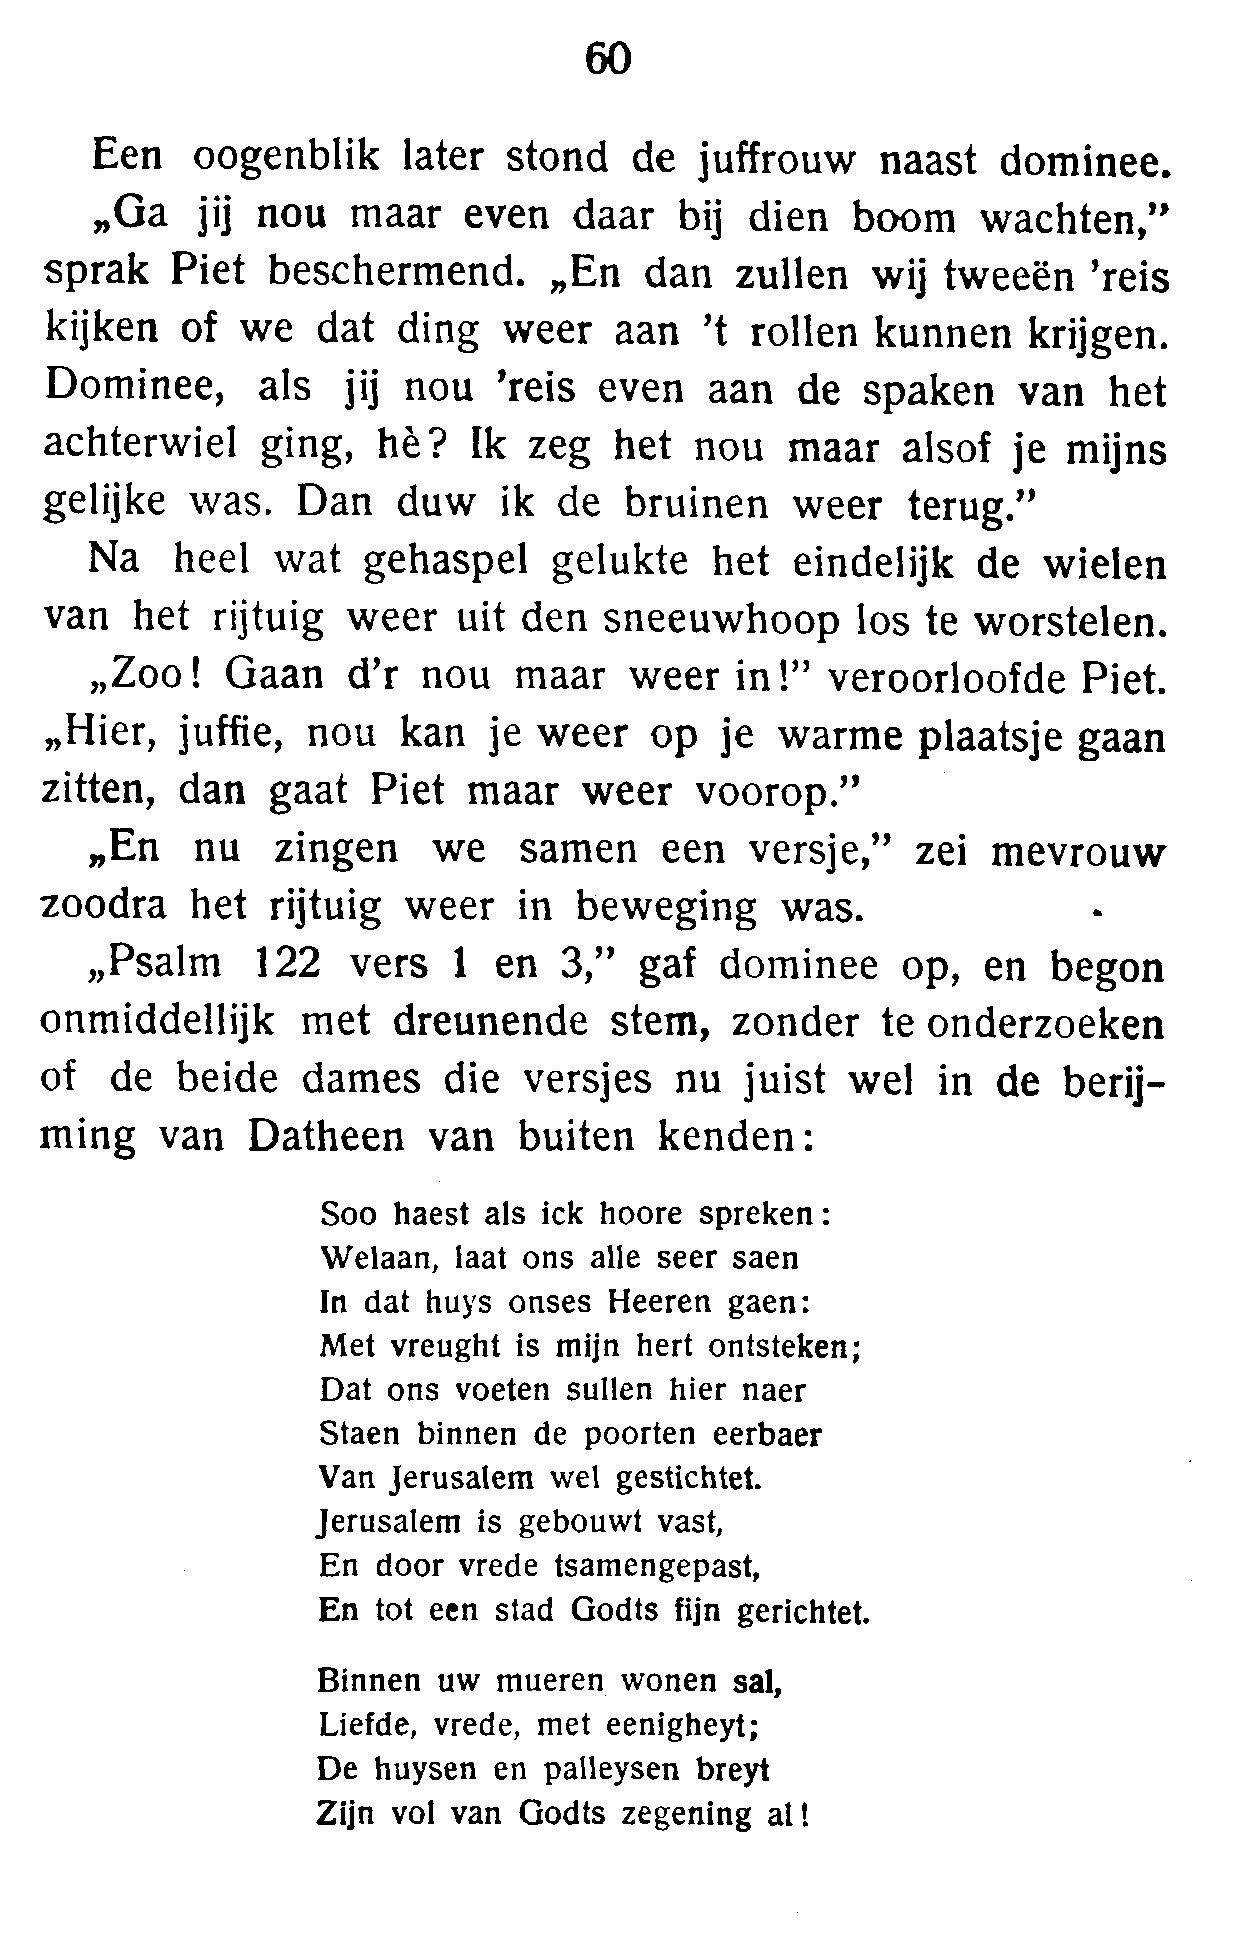 60
Een oogenblik later stond de juffrouw naast dominee.
„Ga jij nou maar even daar bij dien boom wachten,”
sprak Piet beschermend. „En dan zullen wij tweeën ’reis
kijken of we dat ding weer aan ’t rollen kunnen krijgen.
Dominee, als jij nou ’reis even aan de spaken van het
achterwiel ging, hè? Ik zeg het nou maar alsof je mijns
gelijke was. Dan duw ik de bruinen weer terug.”
Na heel wat gehaspel gelukte het eindelijk de wielen
van het rijtuig weer uit den sneeuwhoop los te worstelen.
„Zoo! Gaan d’r nou maar weer in!” veroorloofde Piet.
„Hier, juffie, nou kan je weer op je warme plaatsje gaan
zitten, dan gaat Piet maar weer voorop.”
„En nu zingen we samen een versje,” zei mevrouw
zoodra het rijtuig weer in beweging was.
„Psalm 122 vers 1 en 3,” gaf dominee op, en begon
onmiddellijk met dreunende stem, zonder te onderzoeken
of de beide dames die versjes nu juist wel in de berij-
ming van Datheen van buiten kenden:
Soo haest als ick hoore spreken:
Welaan, laat ons alle seer saen
In dat huys onses Heeren gaen:
Met vreught is mijn hert ontsteken;
Dat ons voeten sullen hier naer
Staen binnen de poorten eerbaer
Van Jerusalem wel gestichtet.
Jerusalem is gebouwt vast,
En door vrede tsamengepast,
En tot een stad Godts fijn gerichtet.
Binnen uw mueren wonen sal,
Liefde, vrede, met eenigheyt;
De huysen en palleysen breyt
Zijn vol van Godts zegening al!